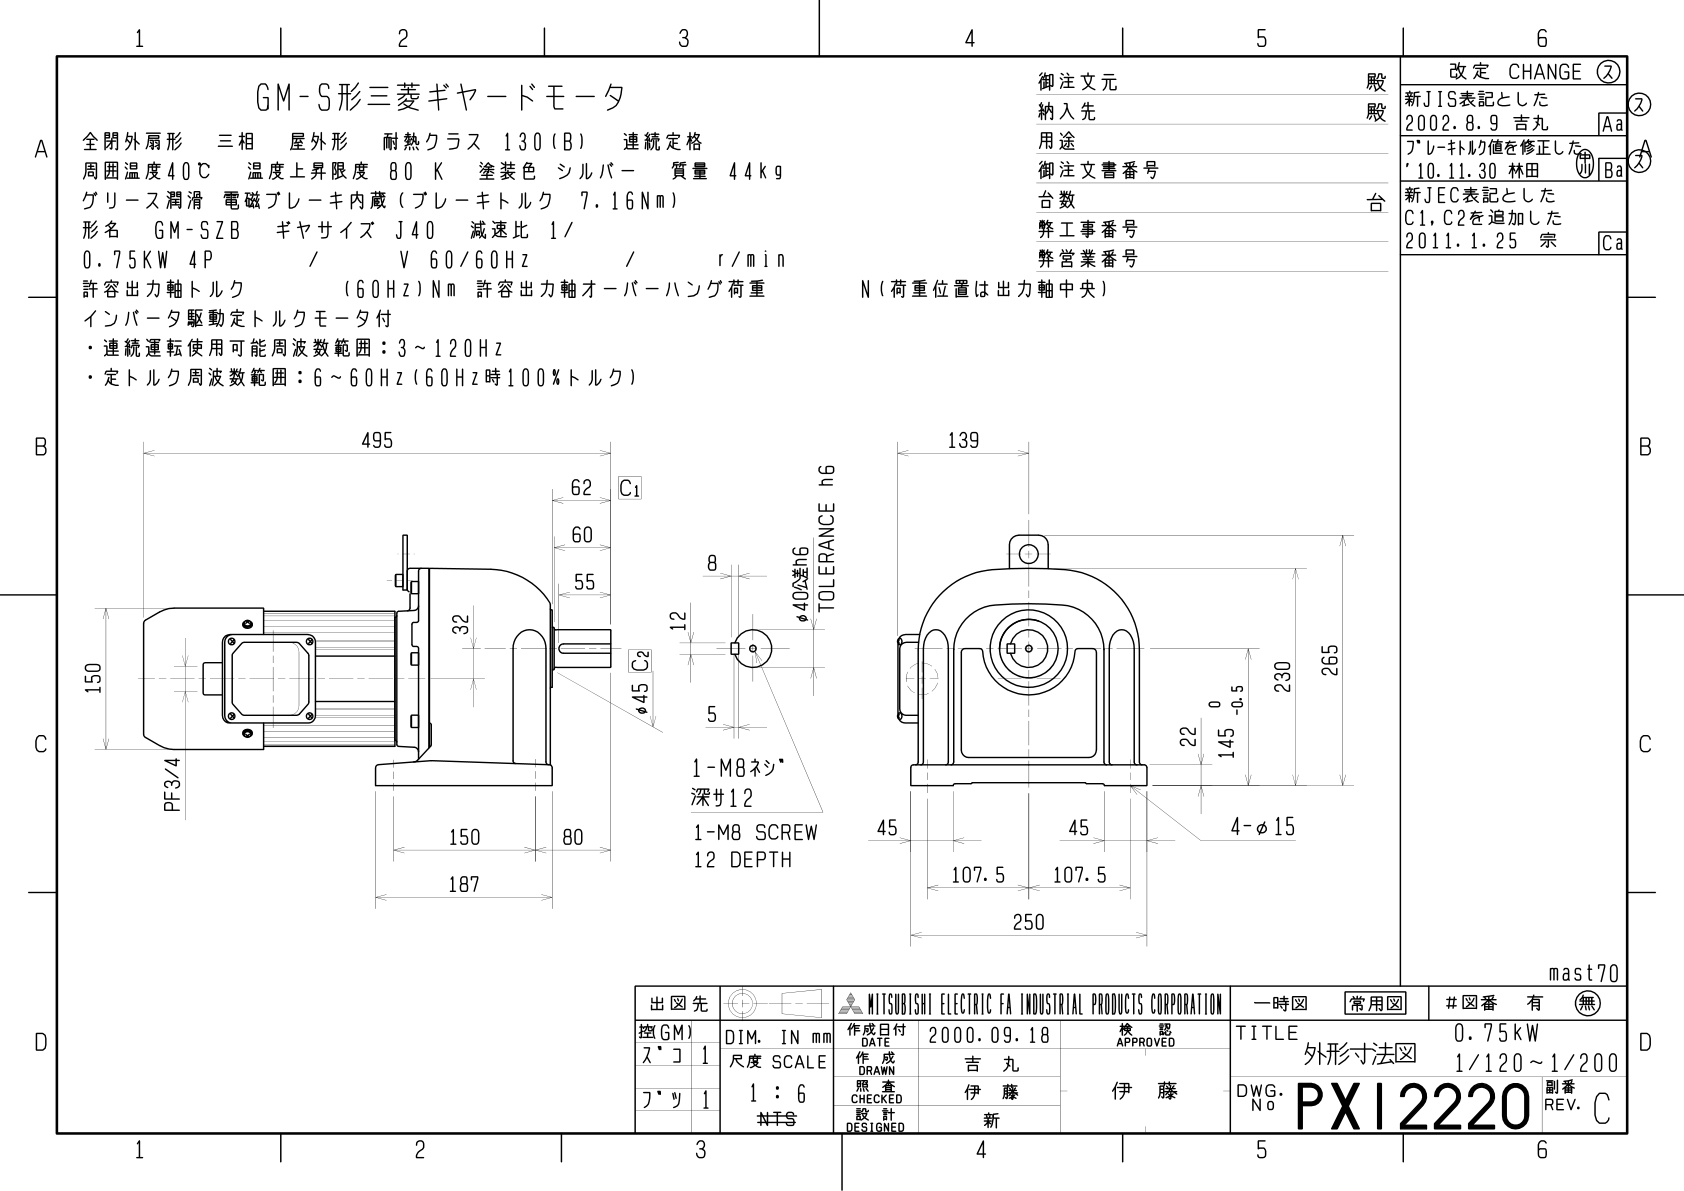 1 2 3 4 5 6
GM-S形三菱ギヤードモータ
全閉外扇形 三相 屋外形 耐熱クラス 130(B) 連続定格
周囲温度40℃ 温度上昇限度 80 K 塗装色 シルバー 質量 44kg
グリース潤滑 電磁ブレーキ内蔵(ブレーキトルク 7.16Nm)
形名 GM-SZB ギヤサイズ J40 減速比 1/
0.75KW 4P / V 60/60Hz / r/min
許容出力軸トルク (60Hz)Nm 許容出力軸オーバーハング荷重 N(荷重位置は出力軸中央)
インバータ駆動定トルクモータ付
・連続運転使用可能周波数範囲:3~120Hz
・定トルク周波数範囲:6~60Hz(60Hz時100%トルク)
御注文元 殿
納入先 殿
用途
御注文書番号
台数 台
弊工事番号
弊営業番号
改定 CHANGE ス
新JIS表記とした ス
2002.8.9 吉丸 Aa
ブレーキトルク値を修正した
'10.11.30 林田 Ba ス
新JEC表記とした
C1,C2を追加した
2011.1.25 宗 Ca
A A
B B
C C
D D
495
62 C1
60
55
32
150
PF3/4
φ45 C2
150 80
187
8
12
5
φ40公差h6
TOLERANCE h6
1-M8ネジ
深サ12
1-M8 SCREW
12 DEPTH
139
265
230
0
145 -0.5
22
45 45
4-φ15
107.5 107.5
250
mast70
出図先 MITSUBISHI ELECTRIC FA INDUSTRIAL PRODUCTS CORPORATION 一時図 常用図 #図番 有 無
控(GM)
スﾞコ 1
フﾞツ 1
DIM. IN mm
尺度 SCALE
1 : 6
NTS
作成日付 DATE 2000.09.18
作成 DRAWN 吉丸
照査 CHECKED 伊藤
設計 DESIGNED 新
検認 APPROVED
伊藤
TITLE 0.75kW
外形寸法図 1/120~1/200
DWG. No PX12220 副番 REV. C
1 2 3 4 5 6